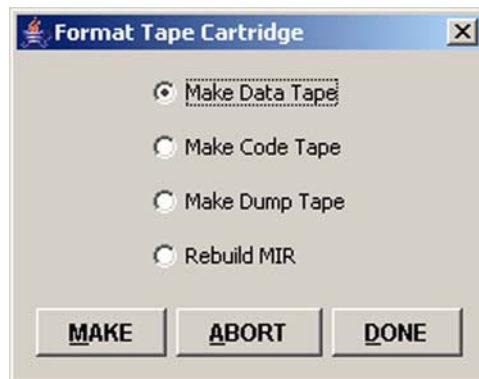 Format Tape Cartridge
Make Data Tape
Make Code Tape
Make Dump Tape
Rebuild MIR
MAKE ABORT DONE